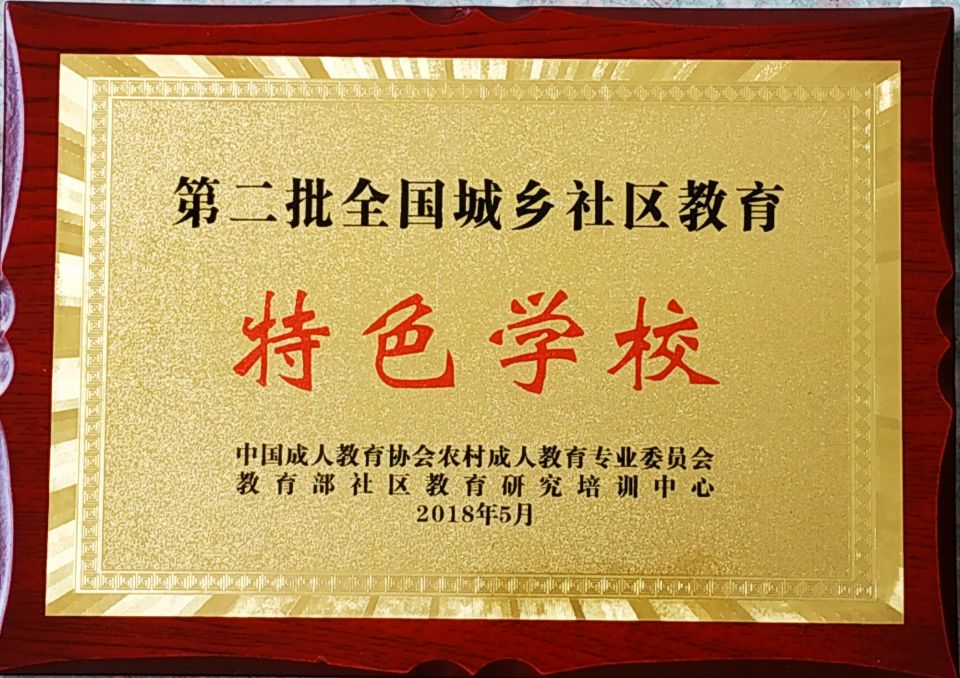 第二批全国城乡社区教育
特色学校
中国成人教育协会农村成人教育专业委员会
教育部社区教育研究培训中心
2018年5月